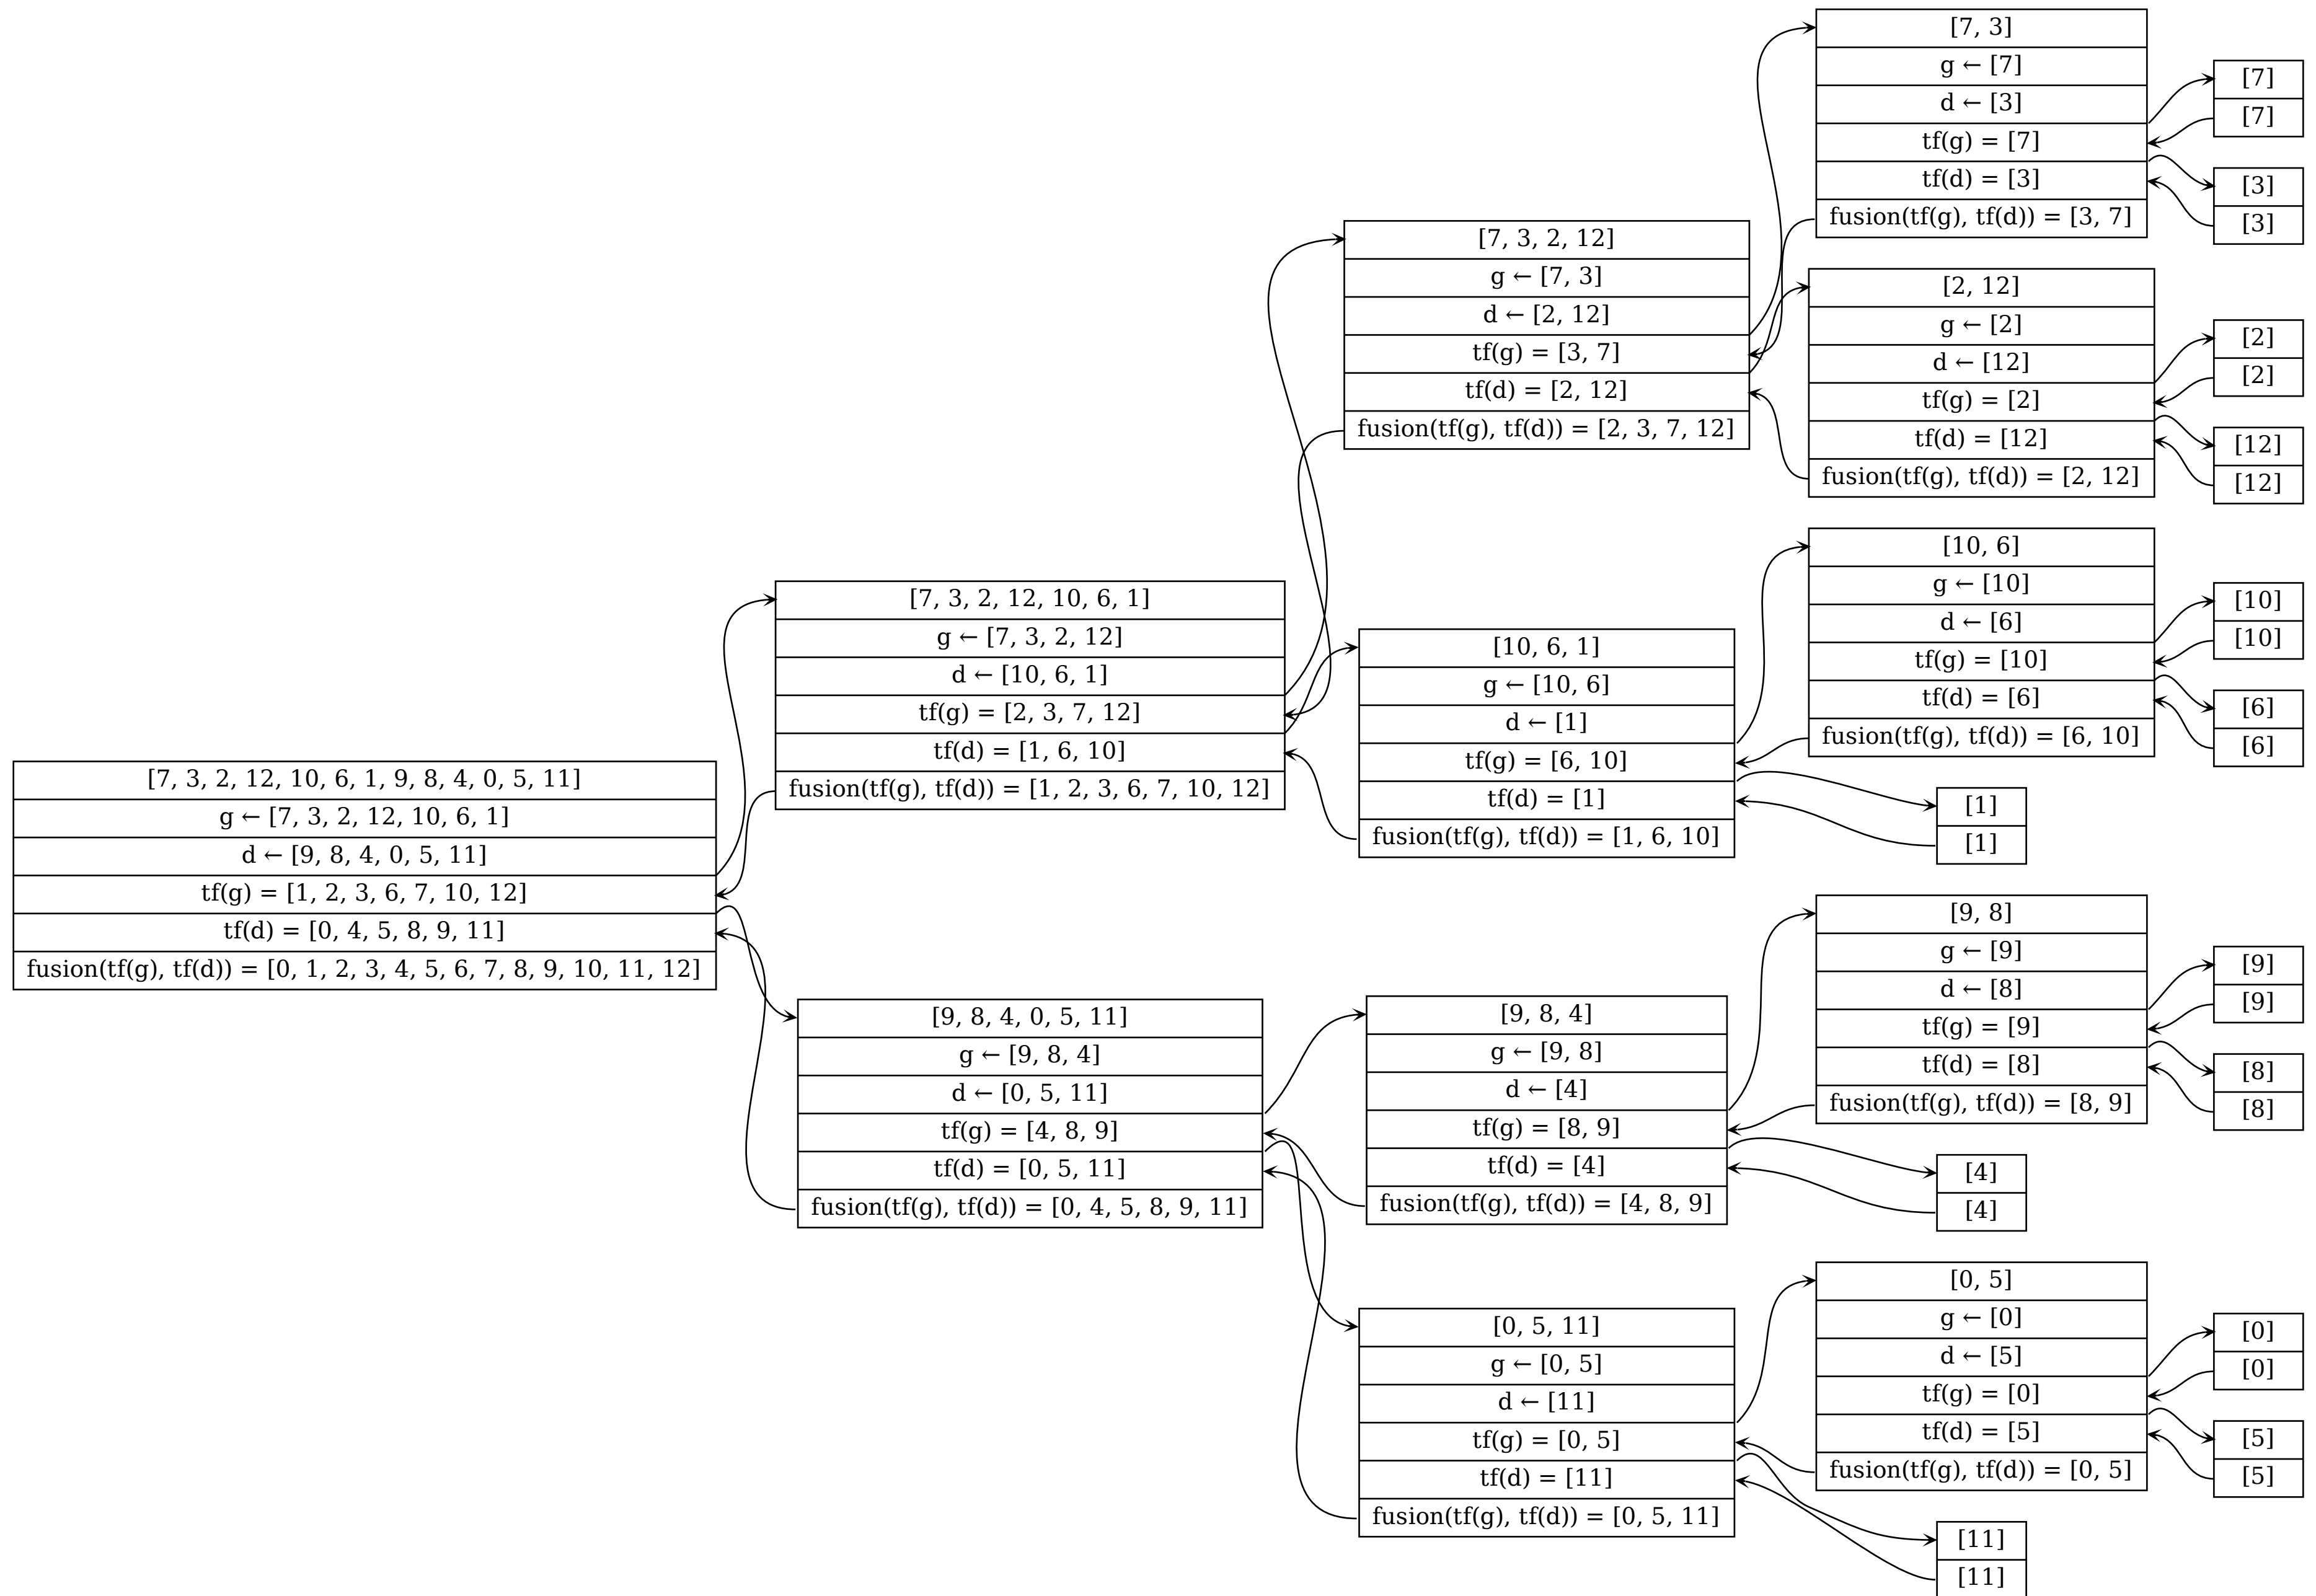 [7, 3, 2, 12, 10, 6, 1, 9, 8, 4, 0, 5, 11]
g ← [7, 3, 2, 12, 10, 6, 1]
d ← [9, 8, 4, 0, 5, 11]
tf(g) = [1, 2, 3, 6, 7, 10, 12]
tf(d) = [0, 4, 5, 8, 9, 11]
fusion(tf(g), tf(d)) = [0, 1, 2, 3, 4, 5, 6, 7, 8, 9, 10, 11, 12]
[7, 3, 2, 12, 10, 6, 1]
g ← [7, 3, 2, 12]
d ← [10, 6, 1]
tf(g) = [2, 3, 7, 12]
tf(d) = [1, 6, 10]
fusion(tf(g), tf(d)) = [1, 2, 3, 6, 7, 10, 12]
[9, 8, 4, 0, 5, 11]
g ← [9, 8, 4]
d ← [0, 5, 11]
tf(g) = [4, 8, 9]
tf(d) = [0, 5, 11]
fusion(tf(g), tf(d)) = [0, 4, 5, 8, 9, 11]
[7, 3, 2, 12]
g ← [7, 3]
d ← [2, 12]
tf(g) = [3, 7]
tf(d) = [2, 12]
fusion(tf(g), tf(d)) = [2, 3, 7, 12]
[10, 6, 1]
g ← [10, 6]
d ← [1]
tf(g) = [6, 10]
tf(d) = [1]
fusion(tf(g), tf(d)) = [1, 6, 10]
[9, 8, 4]
g ← [9, 8]
d ← [4]
tf(g) = [8, 9]
tf(d) = [4]
fusion(tf(g), tf(d)) = [4, 8, 9]
[0, 5, 11]
g ← [0, 5]
d ← [11]
tf(g) = [0, 5]
tf(d) = [11]
fusion(tf(g), tf(d)) = [0, 5, 11]
[7, 3]
g ← [7]
d ← [3]
tf(g) = [7]
tf(d) = [3]
fusion(tf(g), tf(d)) = [3, 7]
[2, 12]
g ← [2]
d ← [12]
tf(g) = [2]
tf(d) = [12]
fusion(tf(g), tf(d)) = [2, 12]
[10, 6]
g ← [10]
d ← [6]
tf(g) = [10]
tf(d) = [6]
fusion(tf(g), tf(d)) = [6, 10]
[1]
[1]
[9, 8]
g ← [9]
d ← [8]
tf(g) = [9]
tf(d) = [8]
fusion(tf(g), tf(d)) = [8, 9]
[4]
[4]
[0, 5]
g ← [0]
d ← [5]
tf(g) = [0]
tf(d) = [5]
fusion(tf(g), tf(d)) = [0, 5]
[11]
[11]
[7]
[7]
[3]
[3]
[2]
[2]
[12]
[12]
[10]
[10]
[6]
[6]
[9]
[9]
[8]
[8]
[0]
[0]
[5]
[5]